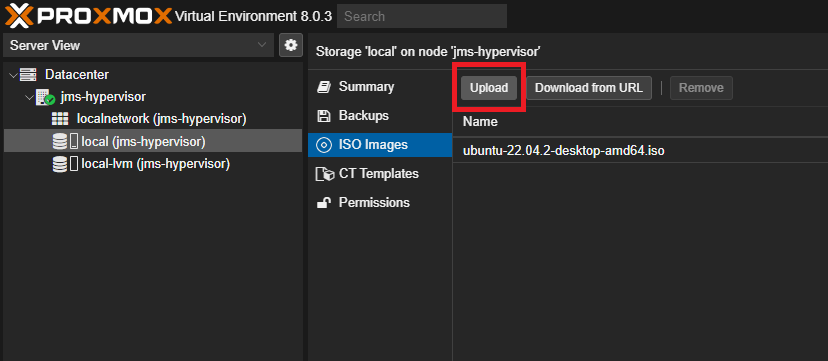 PROXMOX Virtual Environment 8.0.3 Search
Server View
Datacenter
jms-hypervisor
localnetwork (jms-hypervisor)
local (jms-hypervisor)
local-lvm (jms-hypervisor)
Storage 'local' on node 'jms-hypervisor'
Summary
Backups
ISO Images
CT Templates
Permissions
Upload Download from URL Remove
Name
ubuntu-22.04.2-desktop-amd64.iso